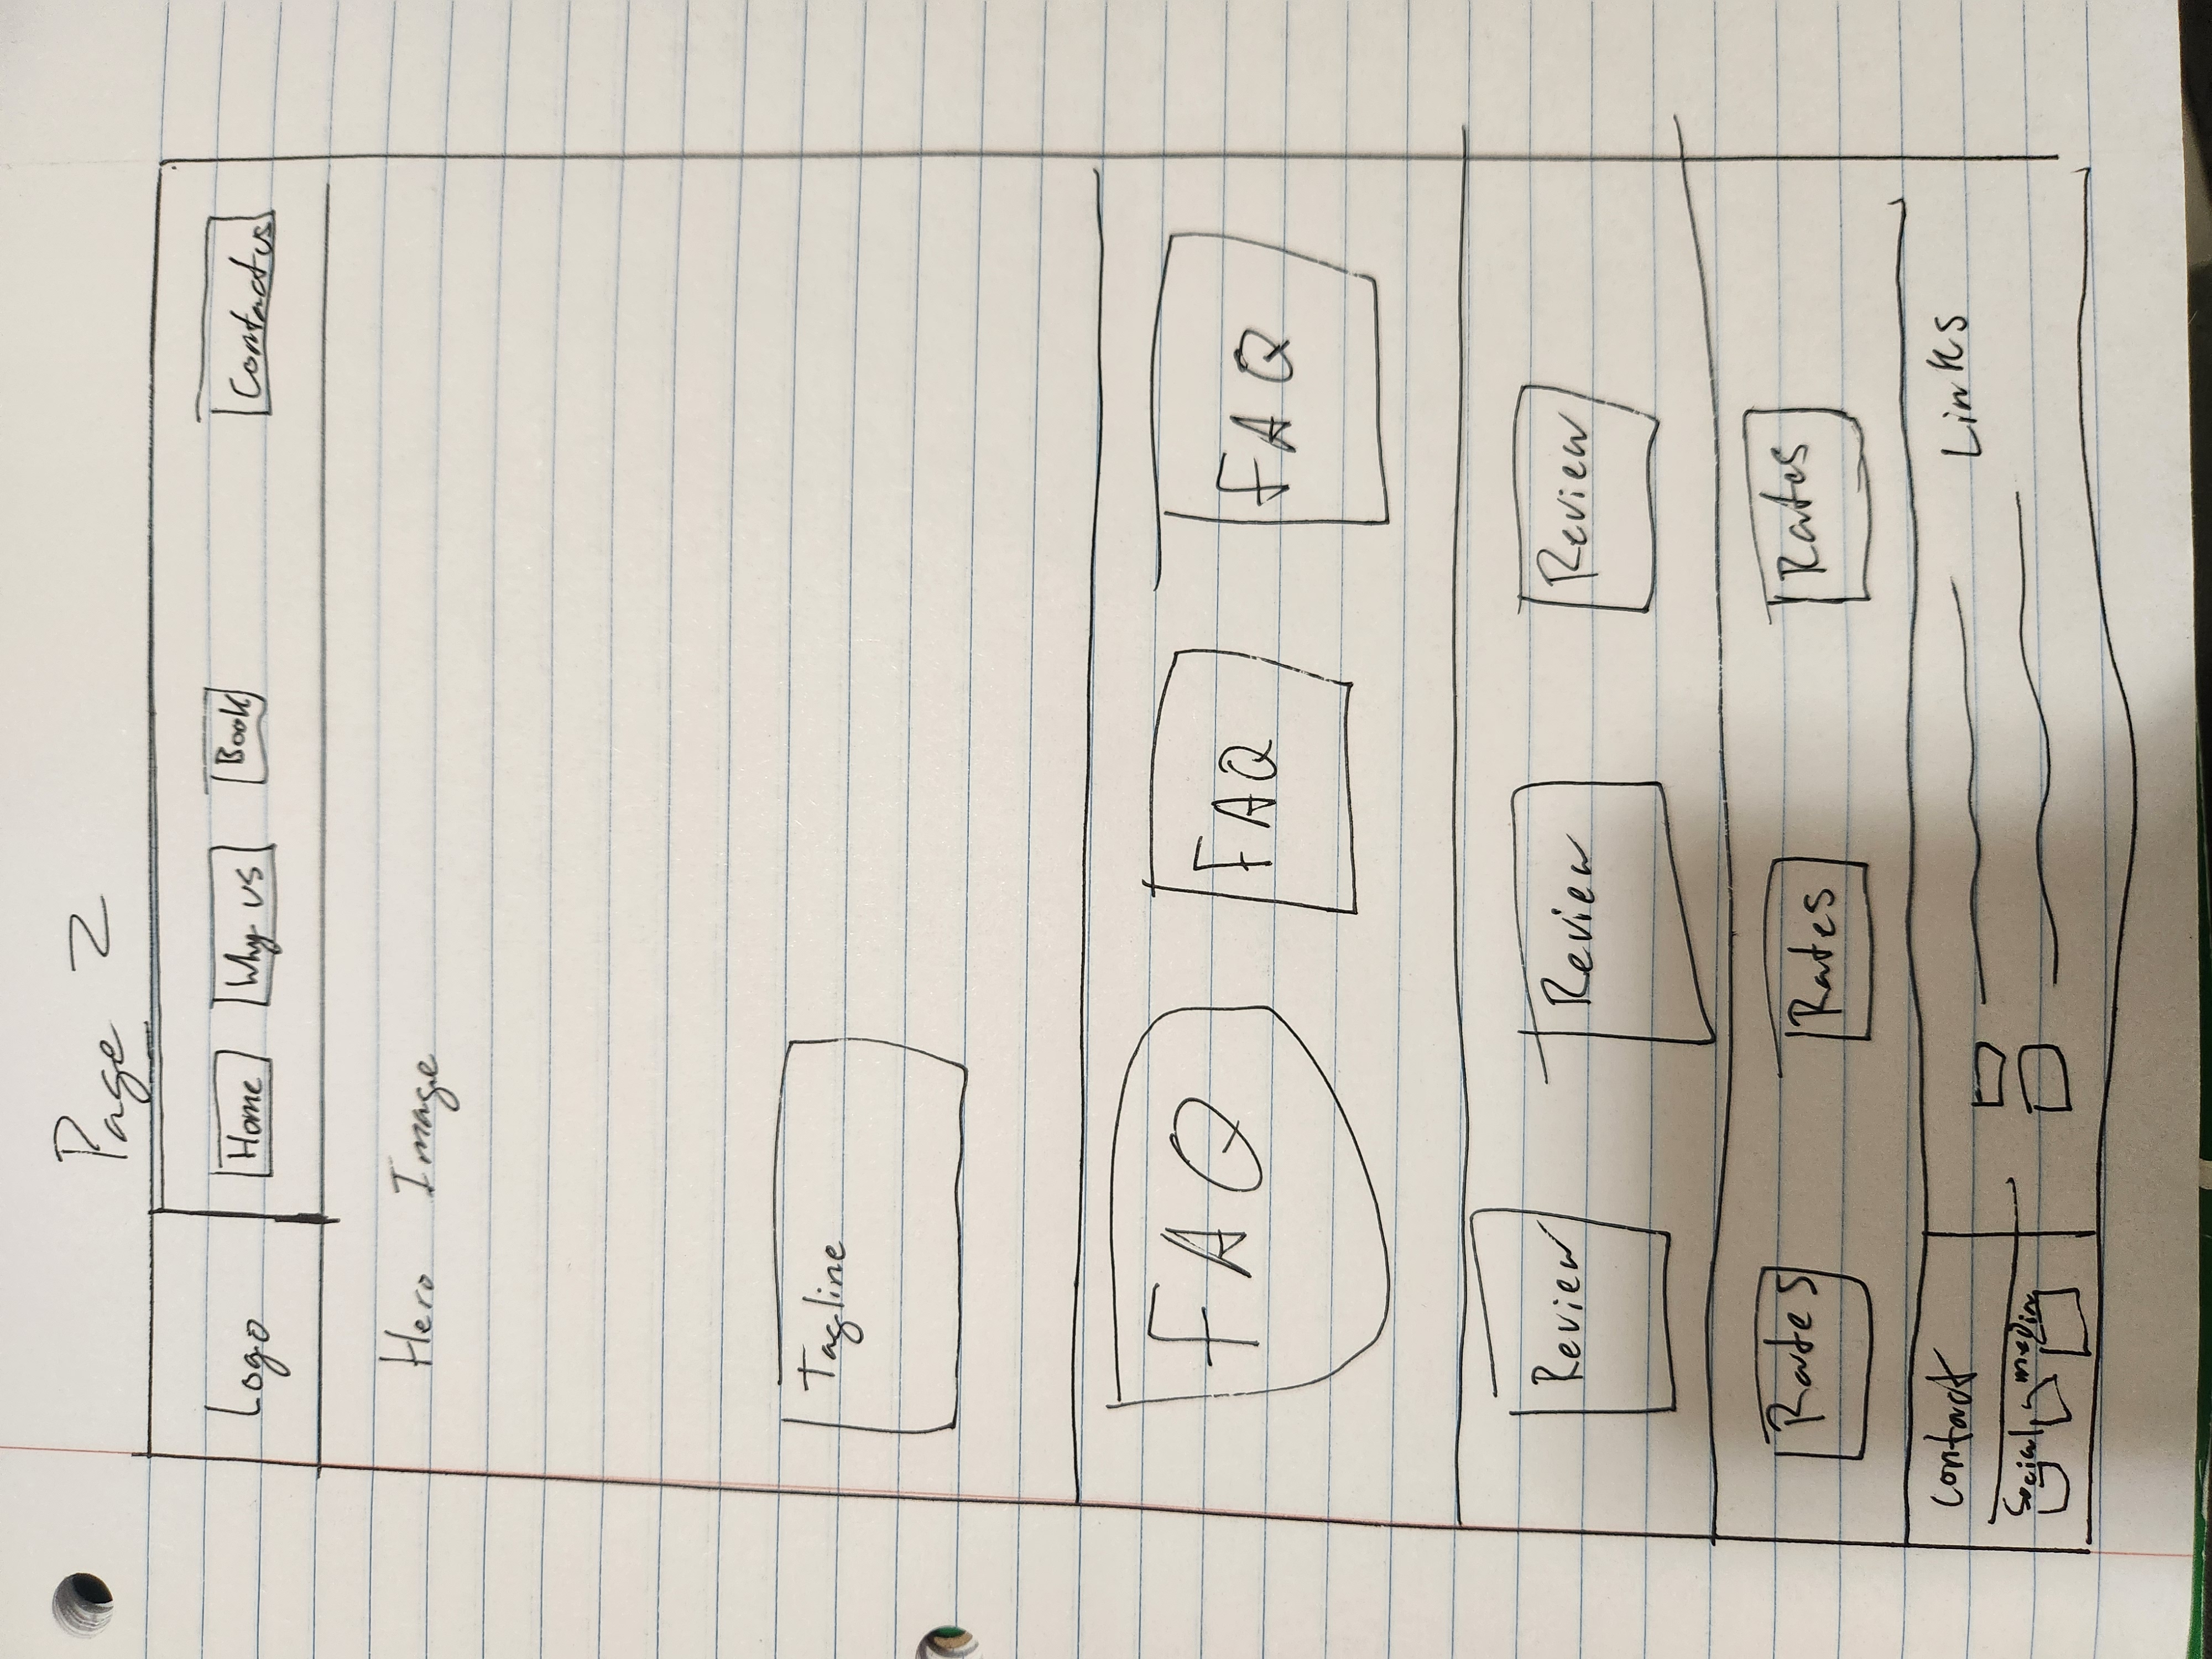 Page 2
Logo Home Why us Book Contact us
Hero Image
Tagline
FAQ FAQ FAQ
Review Review Review
Rates Rates Rates
Contact Links
Social media